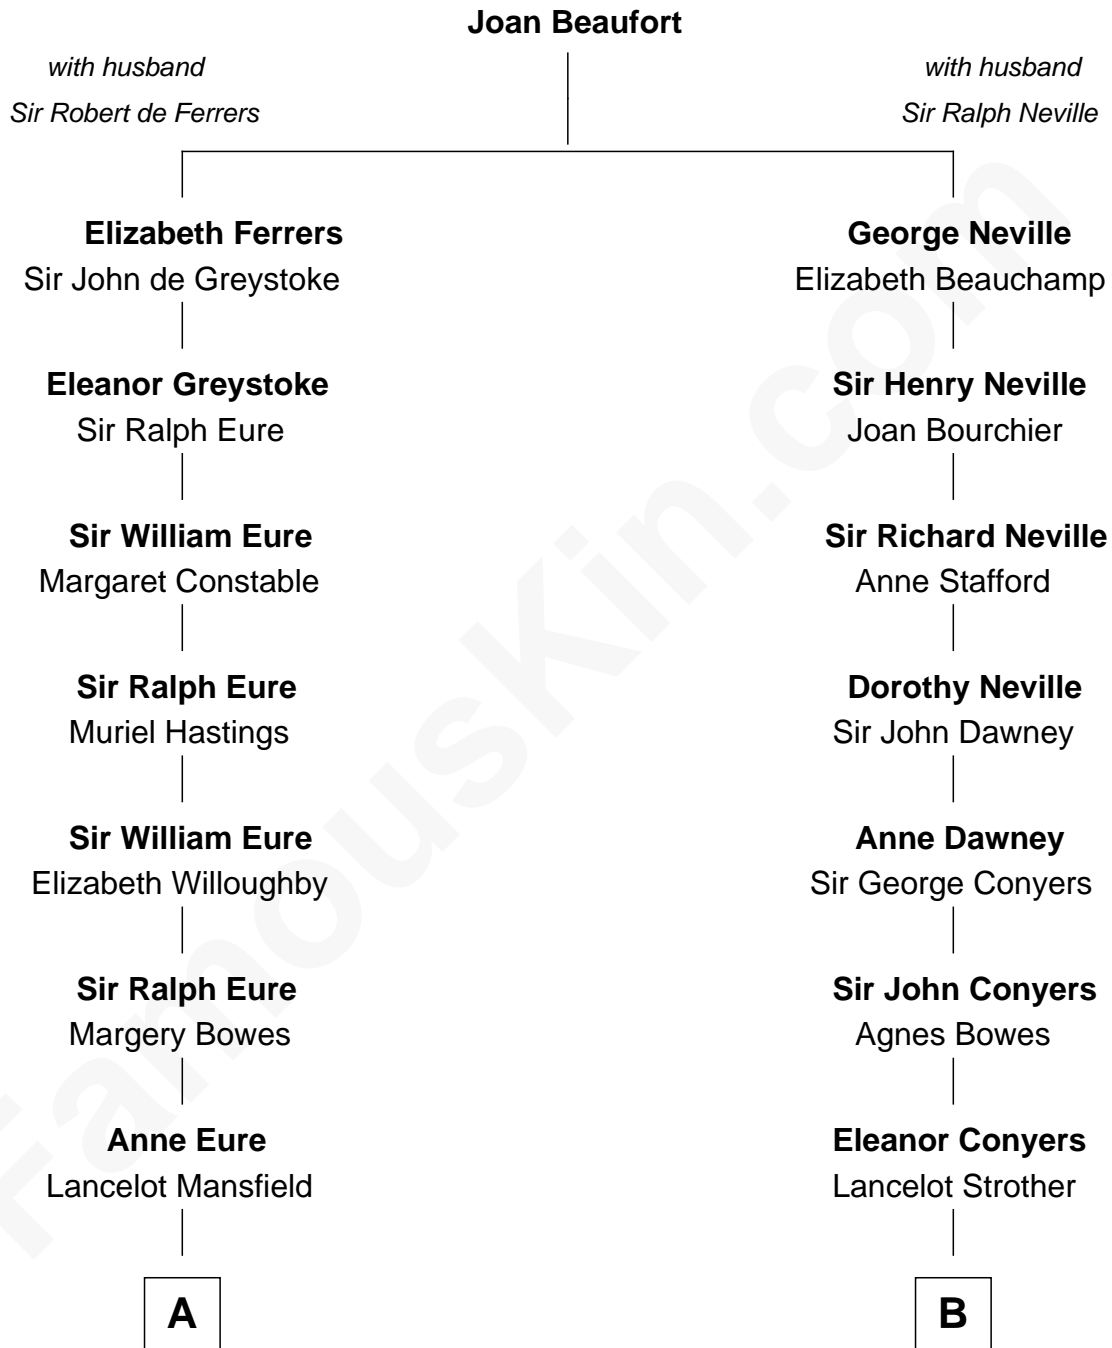 Joan Beaufort
with husband
Sir Robert de Ferrers
with husband
Sir Ralph Neville
Elizabeth Ferrers
Sir John de Greystoke
Eleanor Greystoke
Sir Ralph Eure
Sir William Eure
Margaret Constable
Sir Ralph Eure
Muriel Hastings
Sir William Eure
Elizabeth Willoughby
Sir Ralph Eure
Margery Bowes
Anne Eure
Lancelot Mansfield
A
George Neville
Elizabeth Beauchamp
Sir Henry Neville
Joan Bourchier
Sir Richard Neville
Anne Stafford
Dorothy Neville
Sir John Dawney
Anne Dawney
Sir George Conyers
Sir John Conyers
Agnes Bowes
Eleanor Conyers
Lancelot Strother
B
FamousKin.com